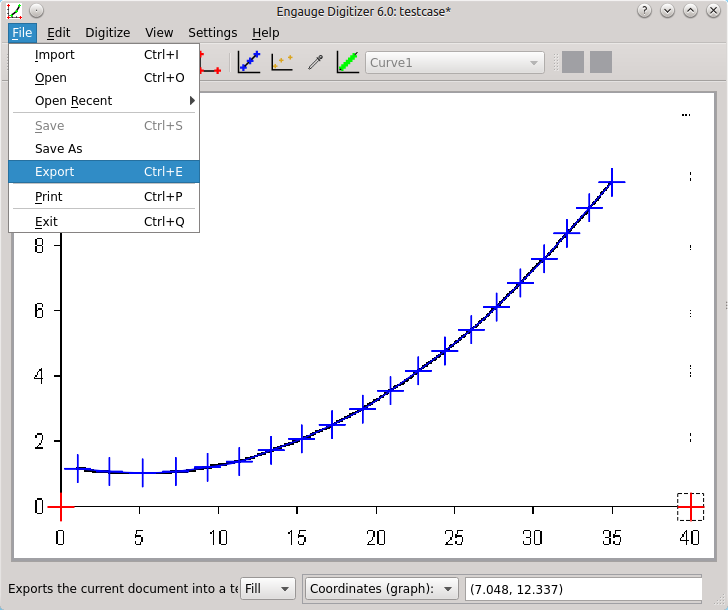 Engauge Digitizer 6.0: testcase*
File Edit Digitize View Settings Help
Import Ctrl+I
Open Ctrl+O
Open Recent
Save Ctrl+S
Save As
Export Ctrl+E
Print Ctrl+P
Exit Ctrl+Q
Curve1
8
6
4
2
0
0 5 10 15 20 25 30 35 40
Exports the current document into a te Fill Coordinates (graph): (7.048, 12.337)